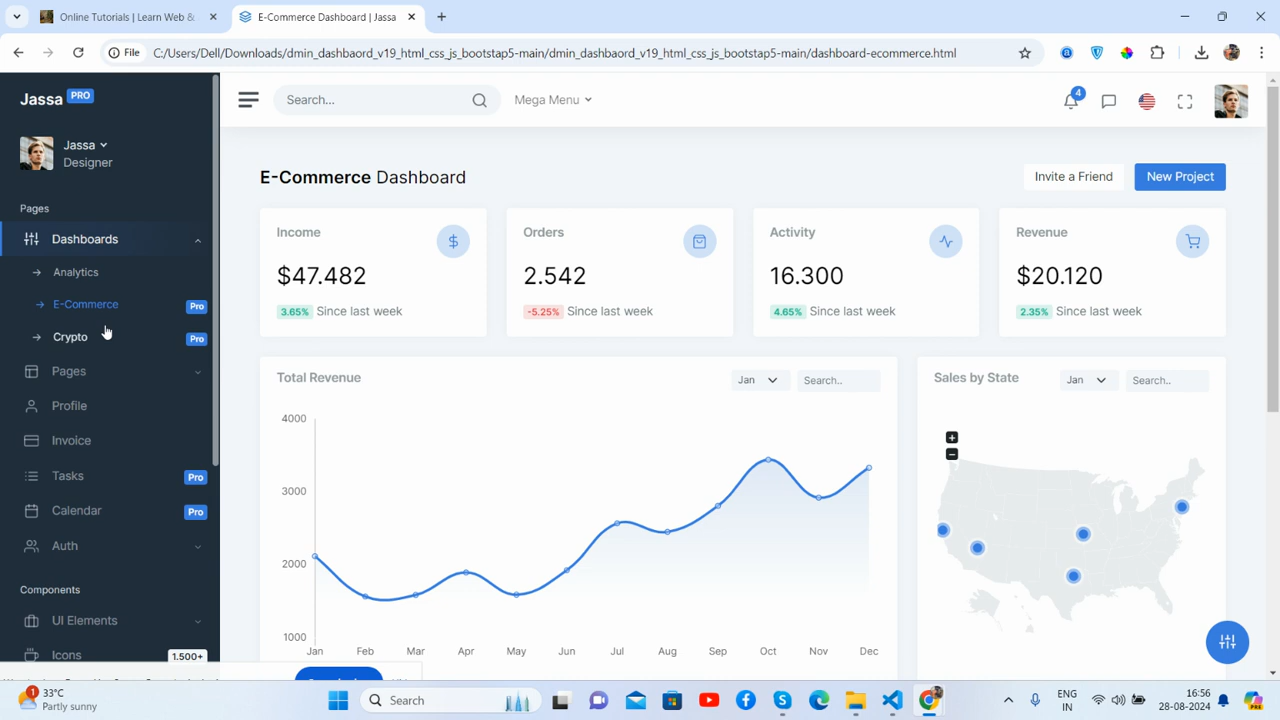 Online Tutorials | Learn Web &
E-Commerce Dashboard | Jassa
File
C:/Users/Dell/Downloads/dmin_dashbaord_v19_html_css_js_bootstap5-main/dmin_dashbaord_v19_html_css_js_bootstap5-main/dashboard-ecommerce.html
Jassa PRO
Search...
Mega Menu
4
Jassa
Designer
E-Commerce Dashboard
Invite a Friend
New Project
Pages
Dashboards
Analytics
E-Commerce Pro
Crypto Pro
Pages
Profile
Invoice
Tasks Pro
Calendar Pro
Auth
Components
UI Elements
Icons 1.500+
Income
$47.482
3.65% Since last week
Orders
2.542
-5.25% Since last week
Activity
16.300
4.65% Since last week
Revenue
$20.120
2.35% Since last week
Total Revenue
Jan
Search..
4000
3000
2000
1000
Jan Feb Mar Apr May Jun Jul Aug Sep Oct Nov Dec
Sales by State
Jan
Search..
+
−
1
33°C
Partly sunny
Search
ENG
IN
16:56
28-08-2024